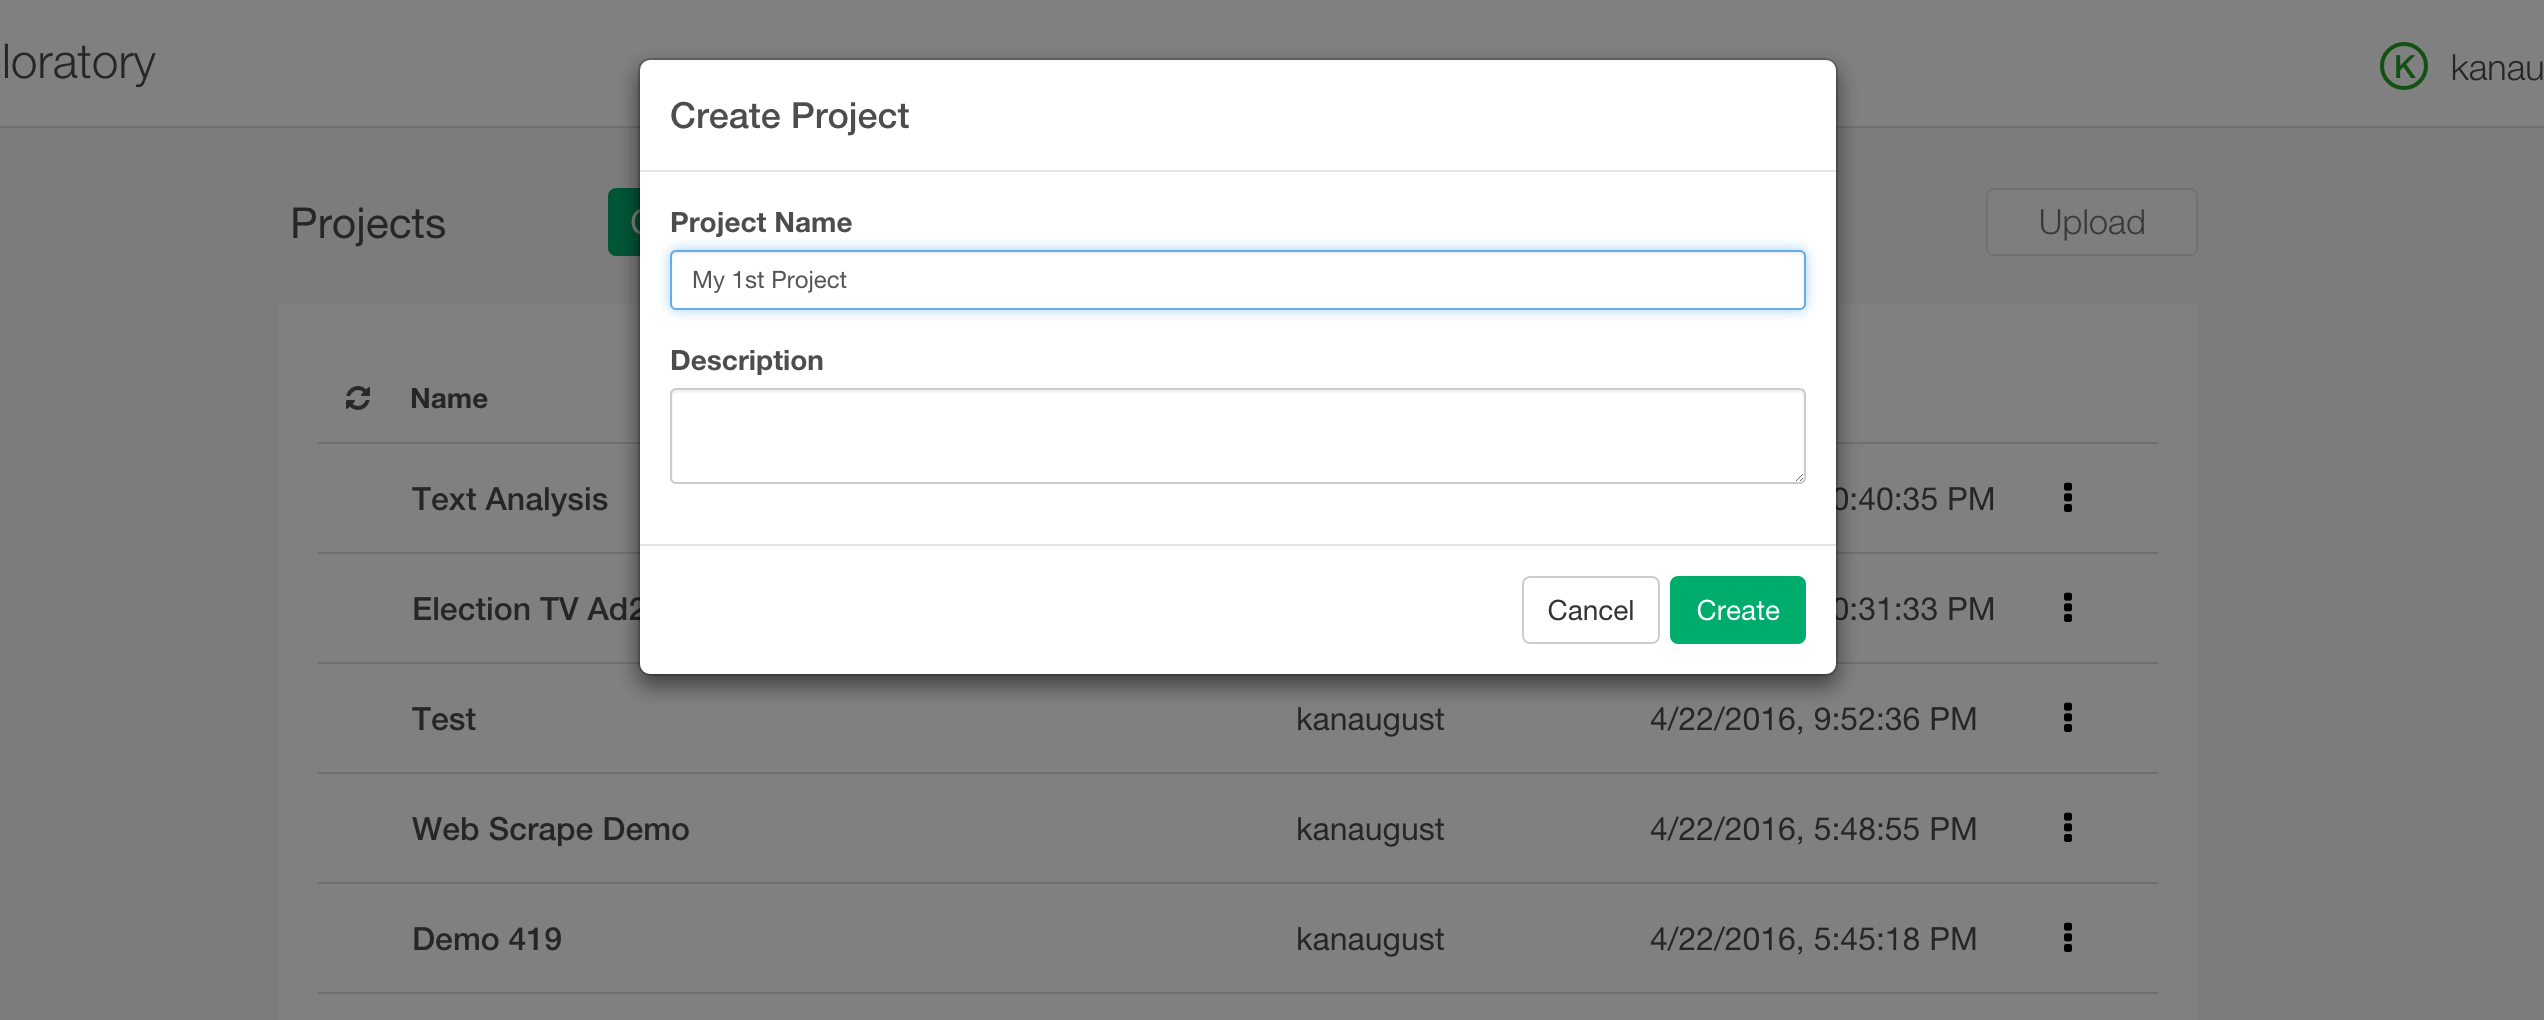 loratory
K kanau
Create Project
Projects
Upload
Project Name
My 1st Project
Description
Name
Text Analysis 0:40:35 PM
Election TV Ad2 0:31:33 PM
Cancel Create
Test kanaugust 4/22/2016, 9:52:36 PM
Web Scrape Demo kanaugust 4/22/2016, 5:48:55 PM
Demo 419 kanaugust 4/22/2016, 5:45:18 PM